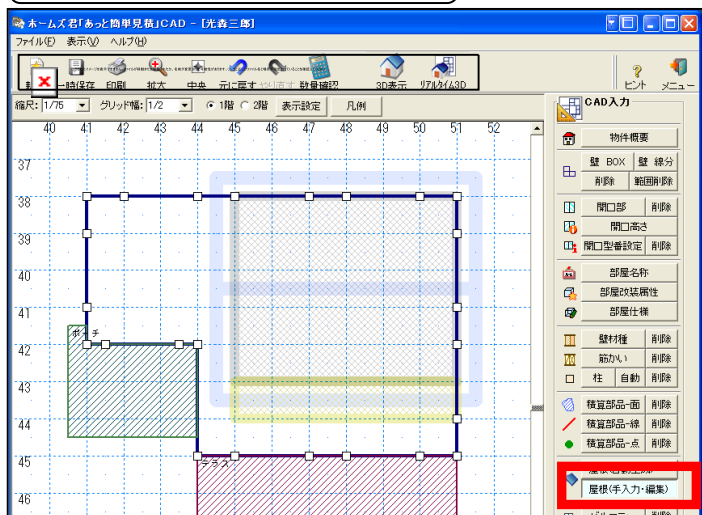 ホームズ君「あっと簡単見積」CAD - [光森三郎]
ファイル(F) 表示(V) ヘルプ(H)
一時保存 印刷 拡大 中央 元に戻す やり直す 数量確認 3D表示 リアルタイム3D ヒント メニュー
縮尺: 1/75 グリッド幅: 1/2 1階 2階 表示設定 凡例
CAD入力
40 41 42 43 44 45 46 47 48 49 50 51 52
物件概要
37
壁 BOX 壁 線分
削除 範囲削除
38
開口部 削除
開口高さ
39
開口型番設定 削除
40
部屋名称
部屋改装属性
41
部屋仕様
ポーチ
42
壁材種 削除
筋かい 削除
43
柱 自動 削除
44
積算部品-面 削除
積算部品-線 削除
積算部品-点 削除
45
テラス
屋根(手入力・編集)
46